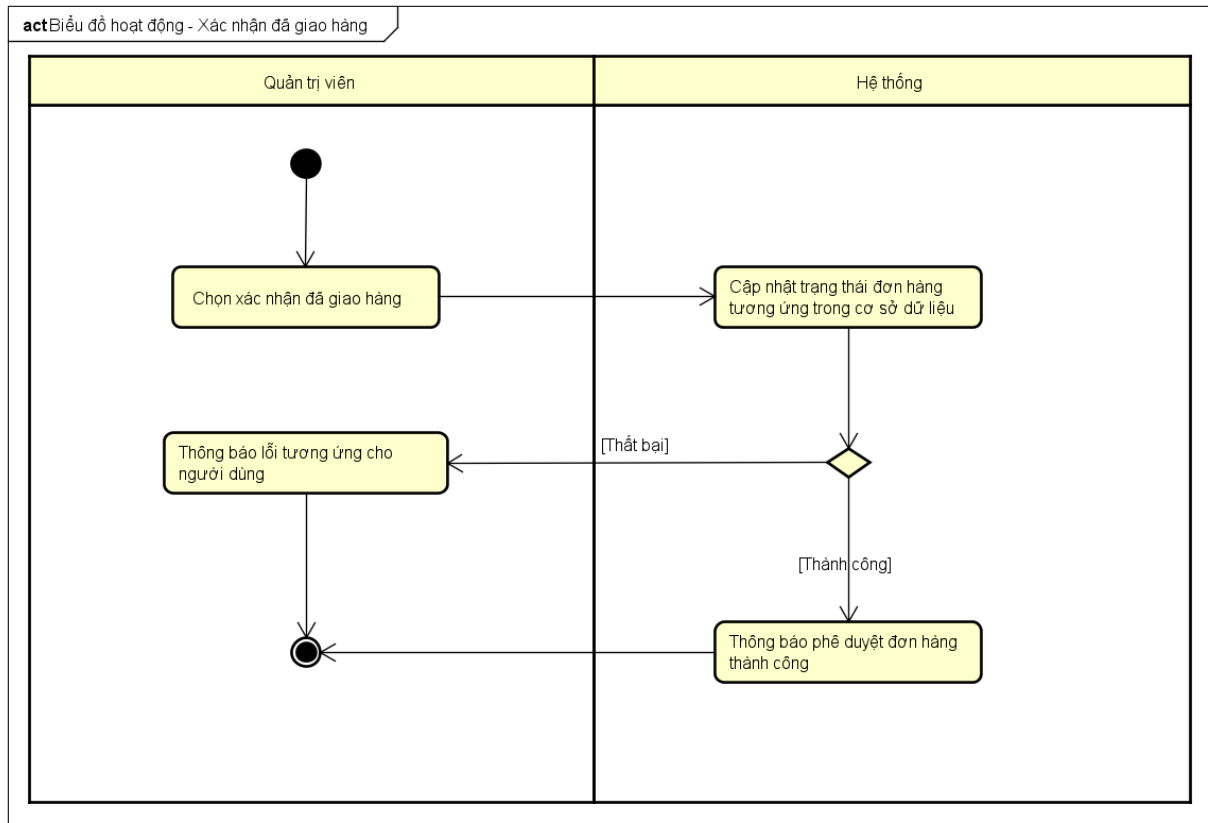 act Biểu đồ hoạt động - Xác nhận đã giao hàng
Quản trị viên
Hệ thống
Chọn xác nhận đã giao hàng
Cập nhật trạng thái đơn hàng
tương ứng trong cơ sở dữ liệu
Thông báo lỗi tương ứng cho
người dùng
[Thất bại]
[Thành công]
Thông báo phê duyệt đơn hàng
thành công